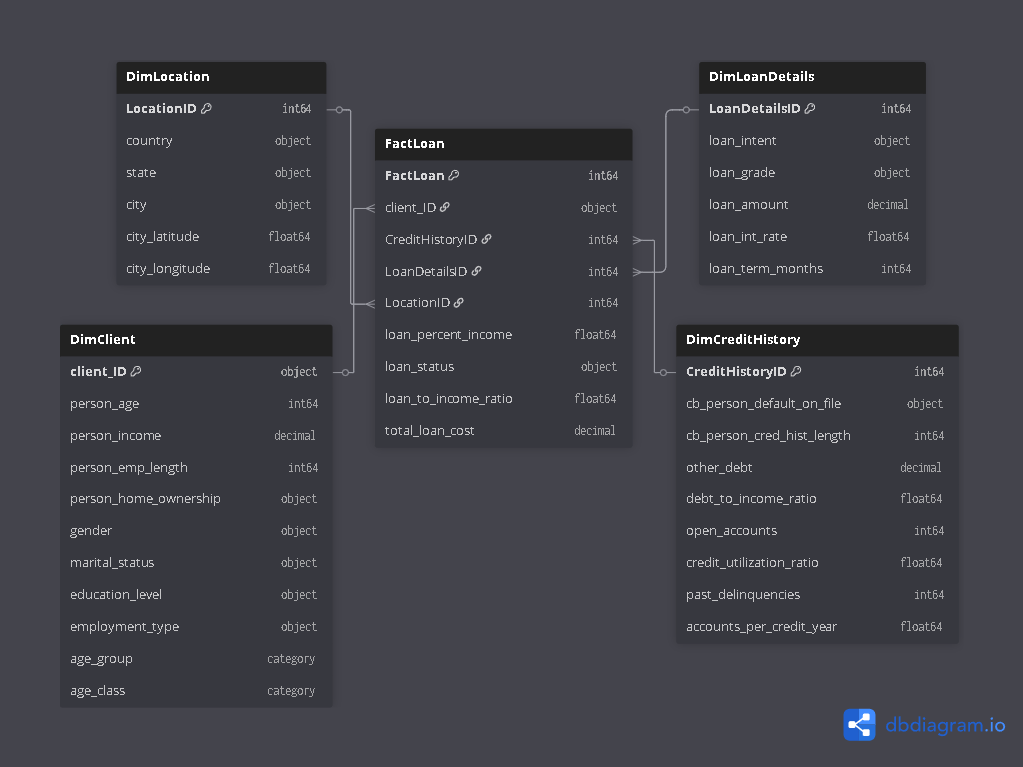 DimLocation
LocationID int64
country object
state object
city object
city_latitude float64
city_longitude float64
FactLoan
FactLoan int64
client_ID object
CreditHistoryID int64
LoanDetailsID int64
LocationID int64
loan_percent_income float64
loan_status object
loan_to_income_ratio float64
total_loan_cost decimal
DimLoanDetails
LoanDetailsID int64
loan_intent object
loan_grade object
loan_amount decimal
loan_int_rate float64
loan_term_months int64
DimClient
client_ID object
person_age int64
person_income decimal
person_emp_length int64
person_home_ownership object
gender object
marital_status object
education_level object
employment_type object
age_group category
age_class category
DimCreditHistory
CreditHistoryID int64
cb_person_default_on_file object
cb_person_cred_hist_length int64
other_debt decimal
debt_to_income_ratio float64
open_accounts int64
credit_utilization_ratio float64
past_delinquencies int64
accounts_per_credit_year float64
dbdiagram.io